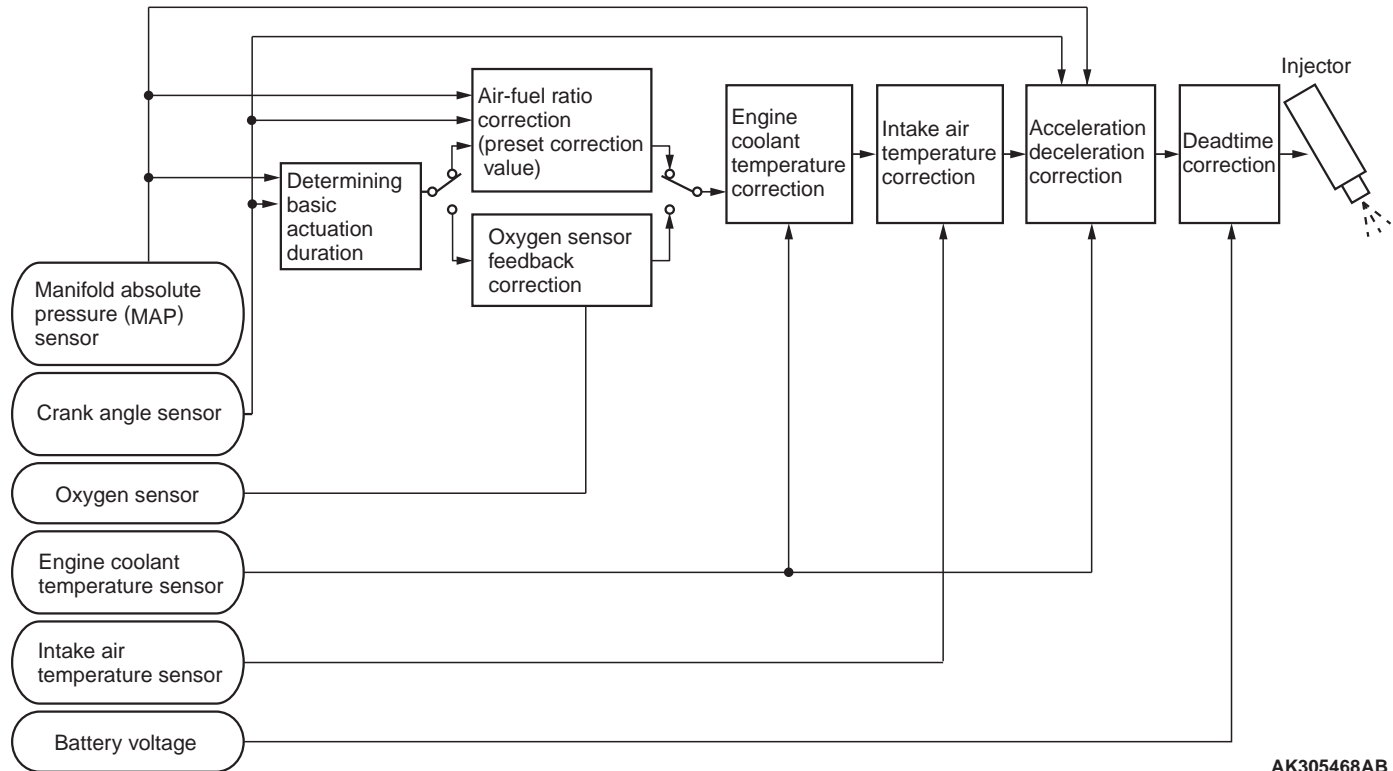 Injector
Air-fuel ratio
correction
(preset correction
value)
Engine
coolant
temperature
correction
Intake air
temperature
correction
Acceleration
deceleration
correction
Deadtime
correction
Determining
basic
actuation
duration
Oxygen sensor
feedback
correction
Manifold absolute
pressure (MAP)
sensor
Crank angle sensor
Oxygen sensor
Engine coolant
temperature sensor
Intake air
temperature sensor
Battery voltage
AK305468AB